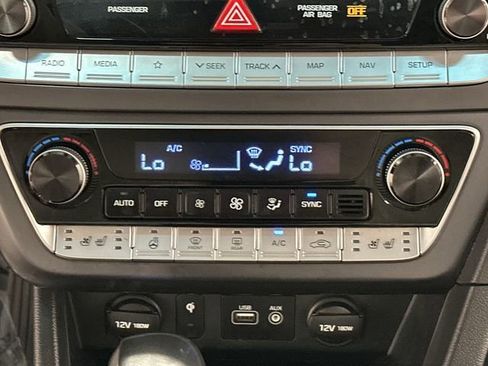 PASSENGER
PASSENGER AIR BAG OFF
RADIO MEDIA SEEK TRACK MAP NAV SETUP
A/C SYNC
Lo Lo
AUTO OFF SYNC
FRONT REAR A/C
USB AUX
12V 180W 12V 180W